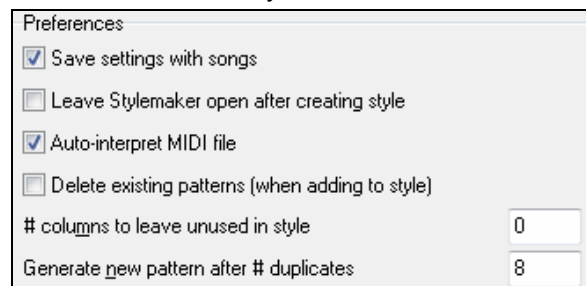 Preferences
Save settings with songs
Leave Stylemaker open after creating style
Auto-interpret MIDI file
Delete existing patterns (when adding to style)
# columns to leave unused in style 0
Generate new pattern after # duplicates 8